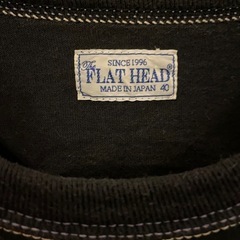 SINCE 1996
The
FLAT HEAD®
MADE IN JAPAN 40